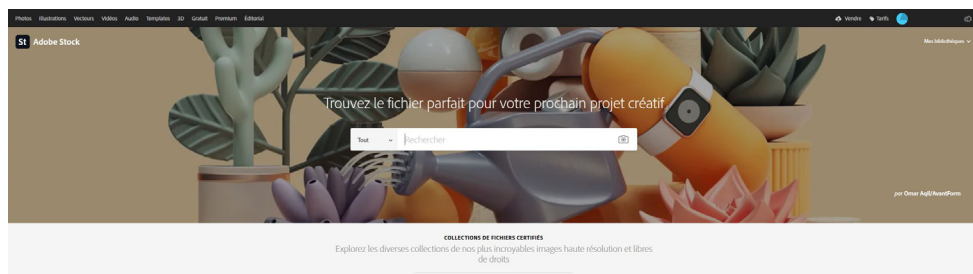 Photos Illustrations Vecteurs Vidéos Audio Templates 3D Gratuit Premium Éditorial Vendre Tarifs
St Adobe Stock Mes bibliothèques
Trouvez le fichier parfait pour votre prochain projet créatif.
Tout Rechercher
par Omar Aqil/AvantForm
COLLECTIONS DE FICHIERS CERTIFIÉS
Explorez les diverses collections de nos plus incroyables images haute résolution et libres
de droits